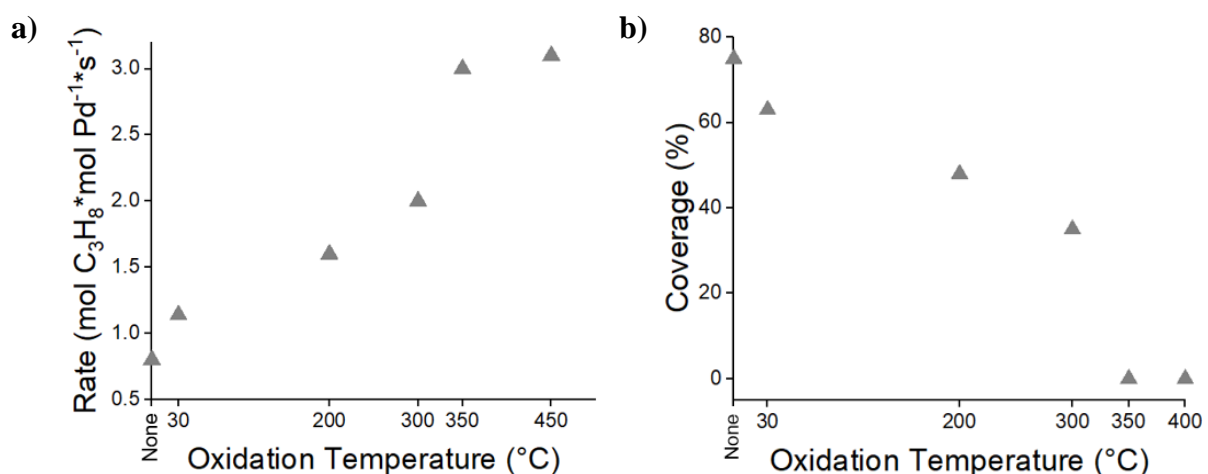 a)
Rate (mol C₃H₈*mol Pd⁻¹*s⁻¹)
3.0
2.5
2.0
1.5
1.0
0.5
None 30 200 300 350 450
Oxidation Temperature (°C)
b)
Coverage (%)
80
60
40
20
0
None 30 200 300 350 400
Oxidation Temperature (°C)